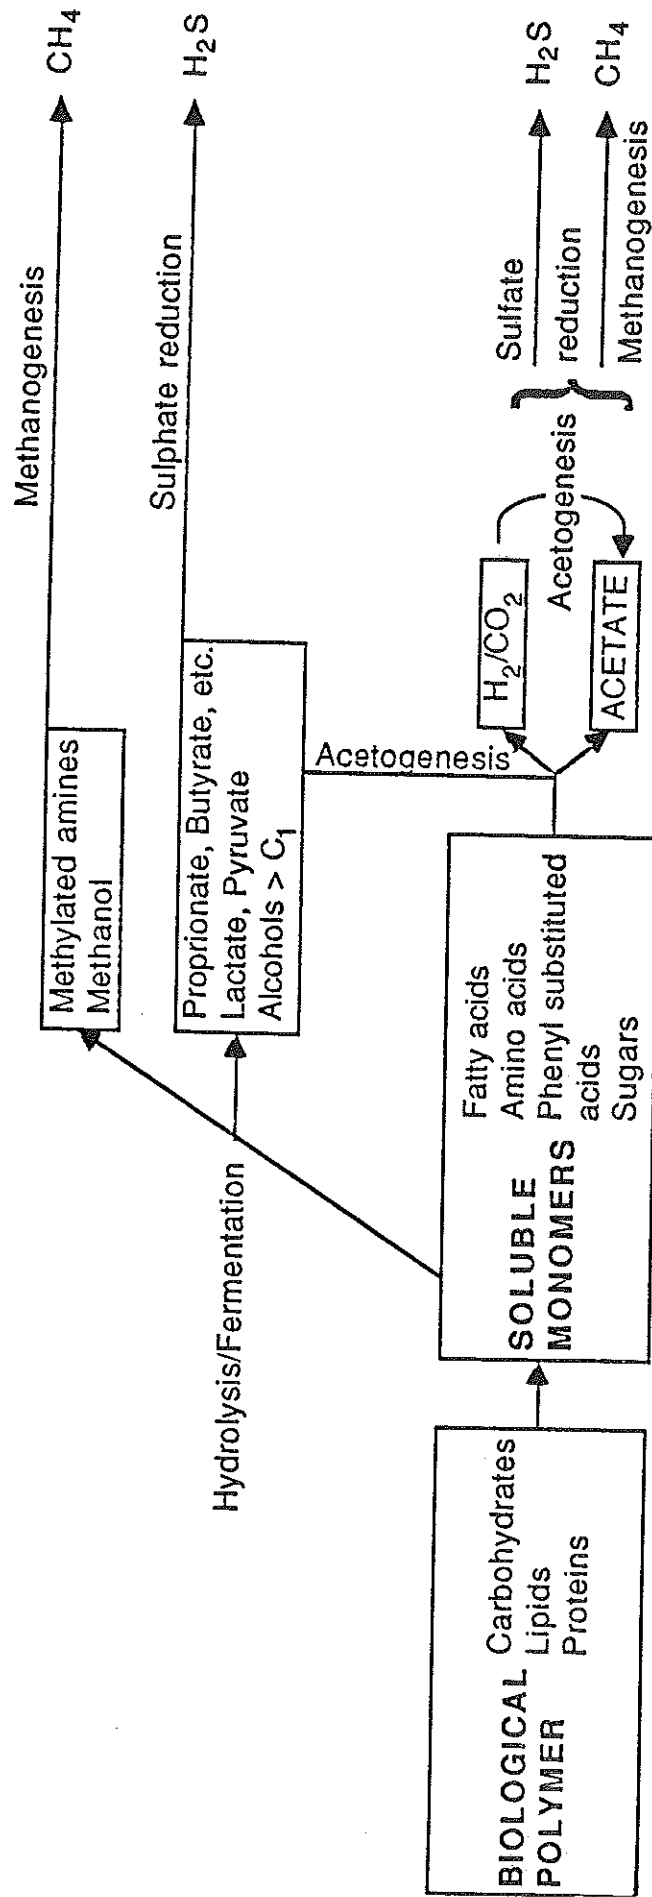 Methanogenesis
CH4
Methylated amines
Methanol
Sulphate reduction
H2S
Proprionate, Butyrate, etc.
Lactate, Pyruvate
Alcohols > C1
Hydrolysis/Fermentation
Acetogenesis
BIOLOGICAL
POLYMER
Carbohydrates
Lipids
Proteins
SOLUBLE
MONOMERS
Fatty acids
Amino acids
Phenyl substituted
acids
Sugars
H2/CO2
Acetogenesis
ACETATE
Sulfate
reduction
H2S
CH4
Methanogenesis